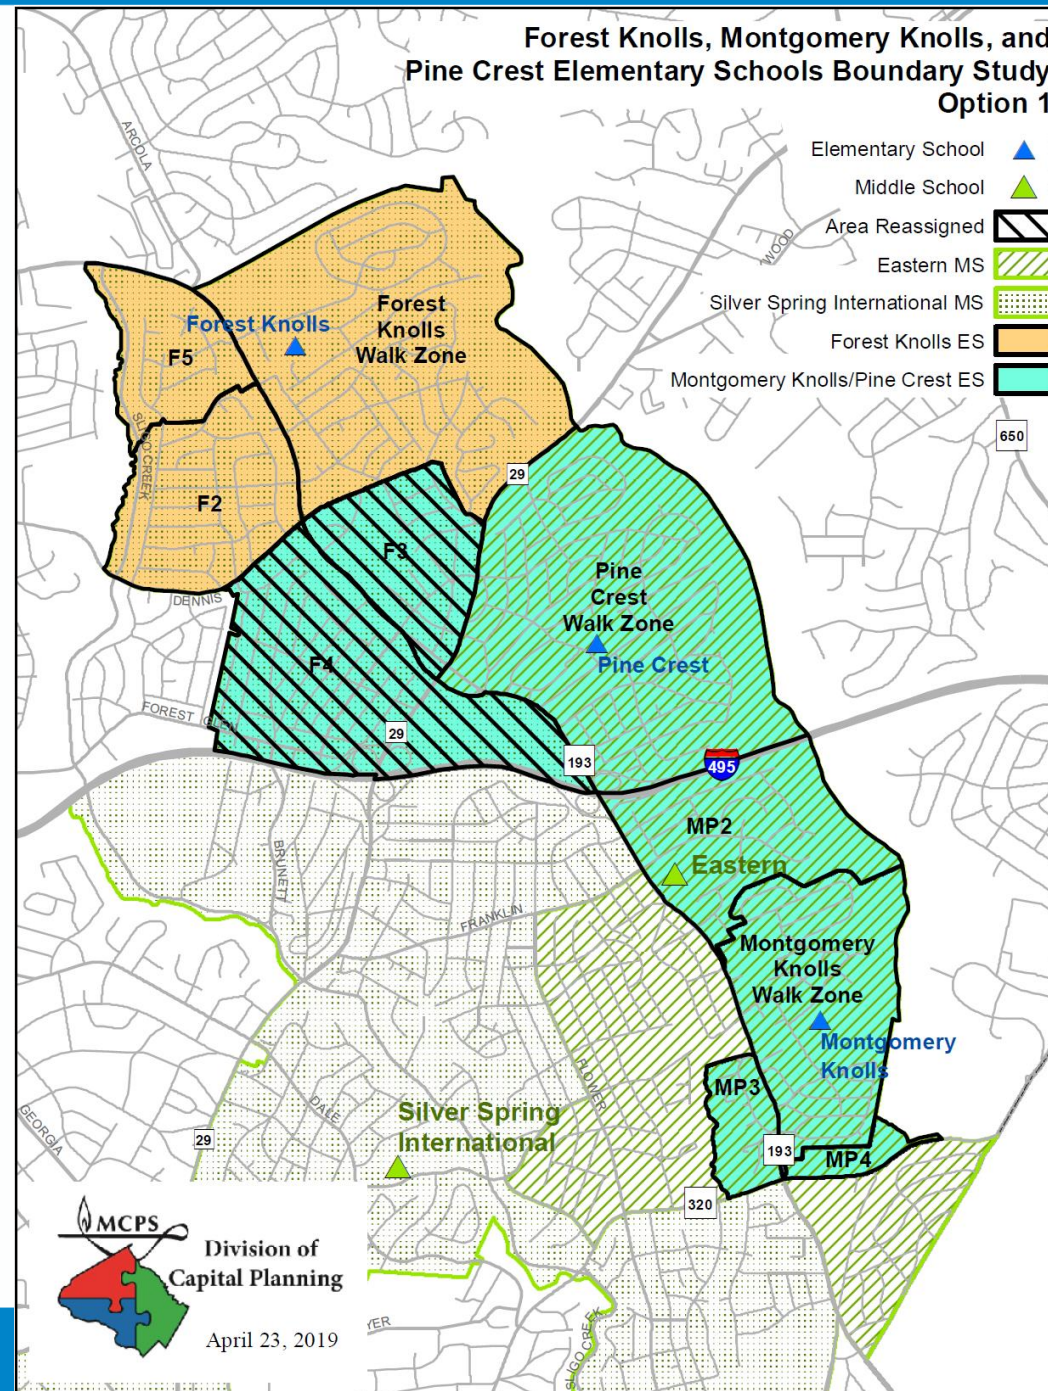 Forest Knolls, Montgomery Knolls, and
Pine Crest Elementary Schools Boundary Study
Option 1
Elementary School
Middle School
Area Reassigned
Eastern MS
Silver Spring International MS
Forest Knolls ES
Montgomery Knolls/Pine Crest ES
ARCOLA
650
Forest
Knolls
Walk Zone
Forest Knolls
F5
SLIGO CREEK
F2
29
F3
DENNIS
Pine
Crest
Walk Zone
Pine Crest
F4
FOREST GLEN
29
193
495
MP2
Eastern
BRUNETT
FRANKLIN
Montgomery
Knolls
Walk Zone
Montgomery
Knolls
FLOWER
MP3
DALE
Silver Spring
International
GEORGIA
29
193
MP4
320
MCPS
Division of
Capital Planning
April 23, 2019
SLIGO CREEK